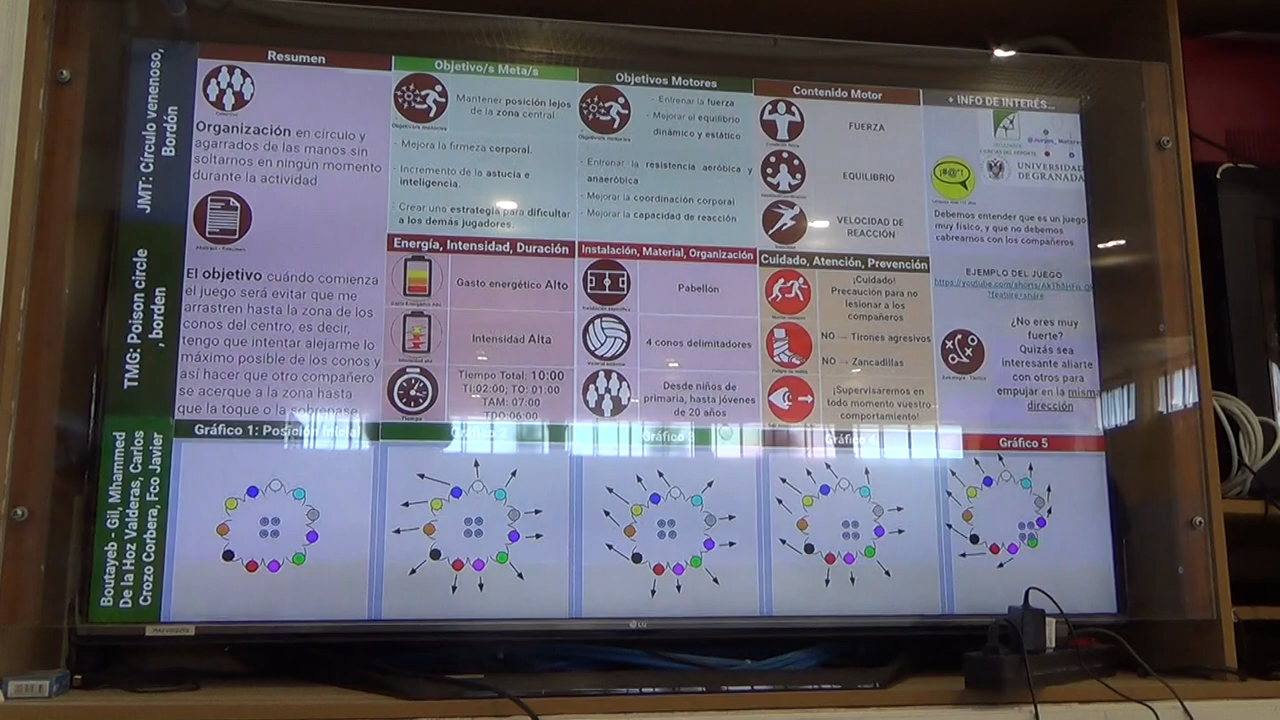 JMT: Círculo venenoso,
Bordón
TMG: Poison circle
, borden
Boutayeb - Gil, Mhammed
De la Hoz Valderas, Carlos
Crozo Corbera, Fco Javier
Resumen
Organización en círculo y
agarrados de las manos sin
soltarnos en ningún momento
durante la actividad
Abstract - Resumen
El objetivo cuándo comienza
el juego será evitar que me
arrastren hasta la zona de los
conos del centro, es decir,
tengo que intentar alejarme lo
máximo posible de los conos y
así hacer que otro compañero
se acerque a la zona hasta
que la toque o la sobrepase
Objetivo/s Meta/s
Mantener posición lejos
de la zona central
- Mejora la firmeza corporal.
- Incremento de la astucia e
inteligencia.
- Crear una estrategia para dificultar
a los demás jugadores.
Objetivos Motores
- Entrenar la fuerza
- Mejorar el equilibrio
dinámico y estático
- Entrenar la resistencia aeróbica y
anaeróbica
- Mejorar la coordinación corporal
- Mejorar la capacidad de reacción
Contenido Motor
FUERZA
EQUILIBRIO
VELOCIDAD DE
REACCIÓN
+ INFO DE INTERÉS...
UNIVERSIDAD
DE GRANADA
Debemos entender que es un juego
muy físico, y que no debemos
cabrearnos con los compañeros
EJEMPLO DEL JUEGO
?feature=share
¿No eres muy
fuerte?
Quizás sea
interesante aliarte
con otros para
empujar en la misma
dirección
Energía, Intensidad, Duración
Gasto energético Alto
Intensidad Alta
Tiempo Total: 10:00
TI:02:00; TO: 01:00
TAM: 07:00
TDO:06:00
Instalación, Material, Organización
Pabellón
4 conos delimitadores
Desde niños de
primaria, hasta jóvenes
de 20 años
Cuidado, Atención, Prevención
¡Cuidado!
Precaución para no
lesionar a los
compañeros
NO → Tirones agresivos
NO → Zancadillas
¡Supervisaremos en
todo momento vuestro
comportamiento!
Gráfico 1: Posición Inicial
Gráfico 2
Gráfico 3
Gráfico 4
Gráfico 5
LG